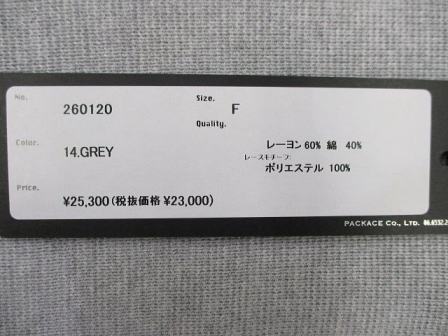 No. 260120 Size. F
Quality.
Color. 14.GREY レーヨン 60% 綿 40%
レースモチーフ:
ポリエステル 100%
Price. ¥25,300(税抜価格 ¥23,000)
PACKACE Co., LTD.